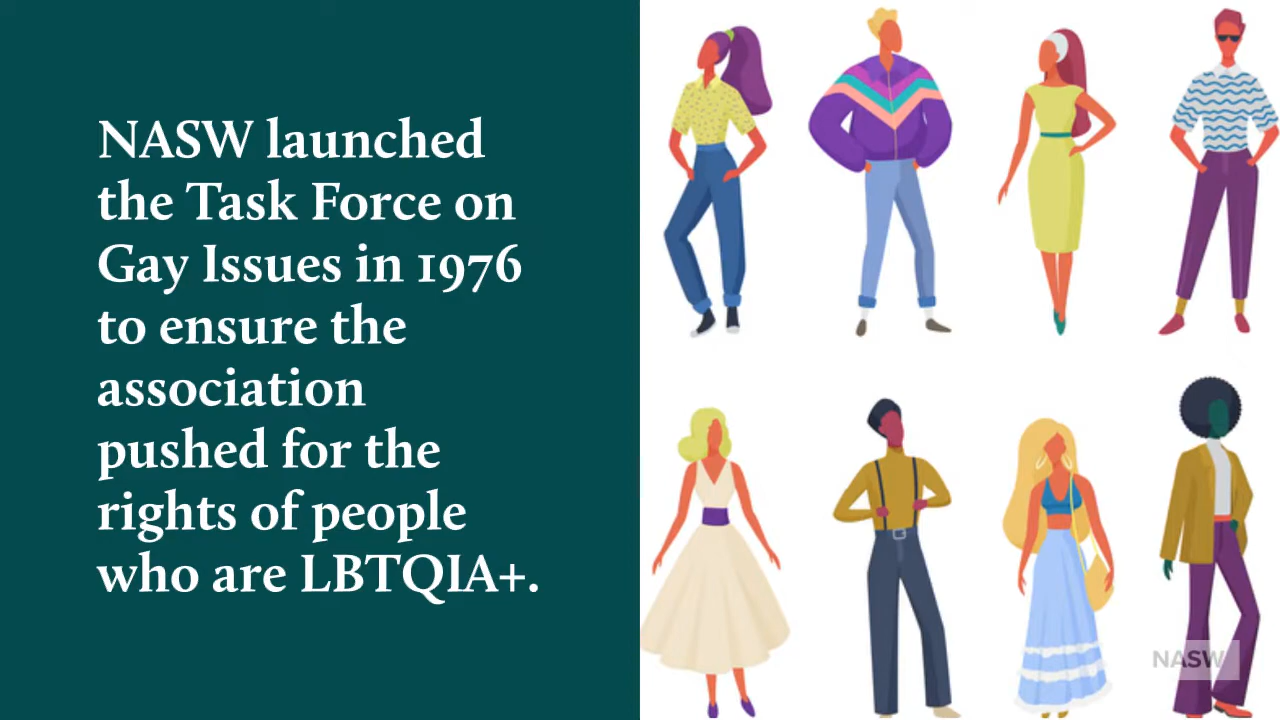 NASW launched
the Task Force on
Gay Issues in 1976
to ensure the
association
pushed for the
rights of people
who are LBTQIA+.
NASW